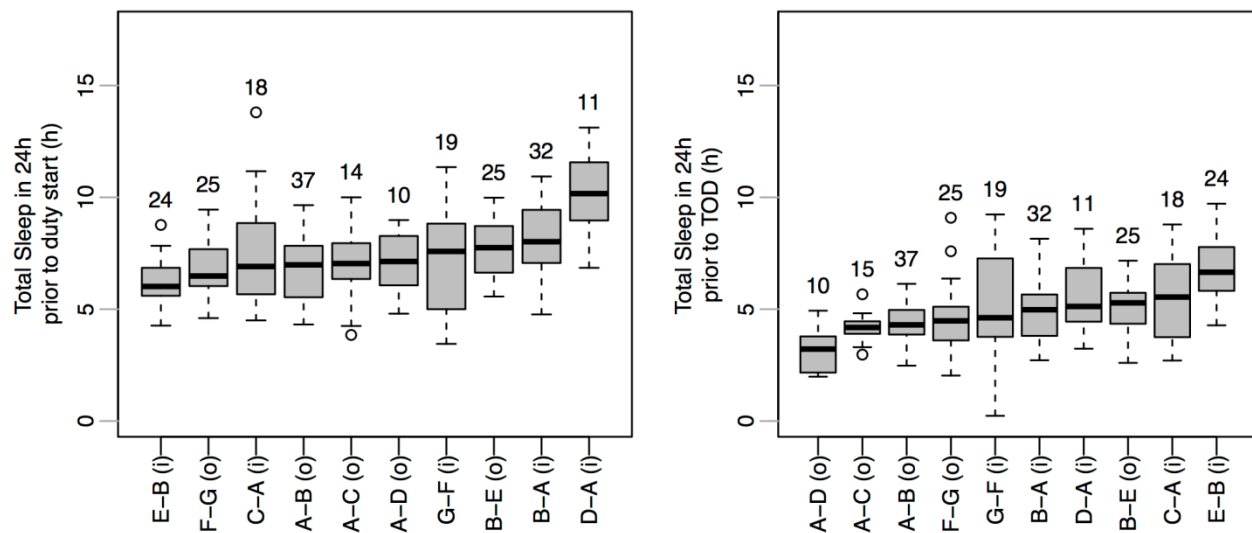 Total Sleep in 24h
prior to duty start (h)
0
5
10
15
24
25
18
37
14
10
19
25
32
11
E−B (i)
F−G (o)
C−A (i)
A−B (o)
A−C (o)
A−D (o)
G−F (i)
B−E (o)
B−A (i)
D−A (i)
Total Sleep in 24h
prior to TOD (h)
0
5
10
15
10
15
37
25
19
32
11
25
18
24
A−D (o)
A−C (o)
A−B (o)
F−G (o)
G−F (i)
B−A (i)
D−A (i)
B−E (o)
C−A (i)
E−B (i)